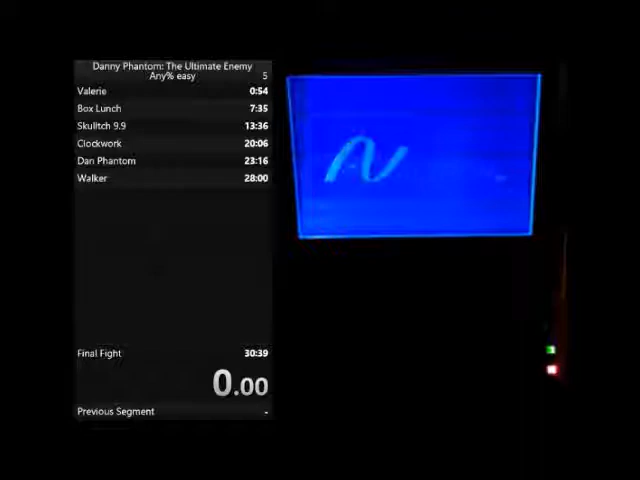 Danny Phantom: The Ultimate Enemy
Any% easy 5
Valerie 0:54
Box Lunch 7:35
Skulltch 9.9 13:36
Clockwork 20:06
Dan Phantom 23:16
Walker 28:00
Final Fight 30:39
0.00
Previous Segment -